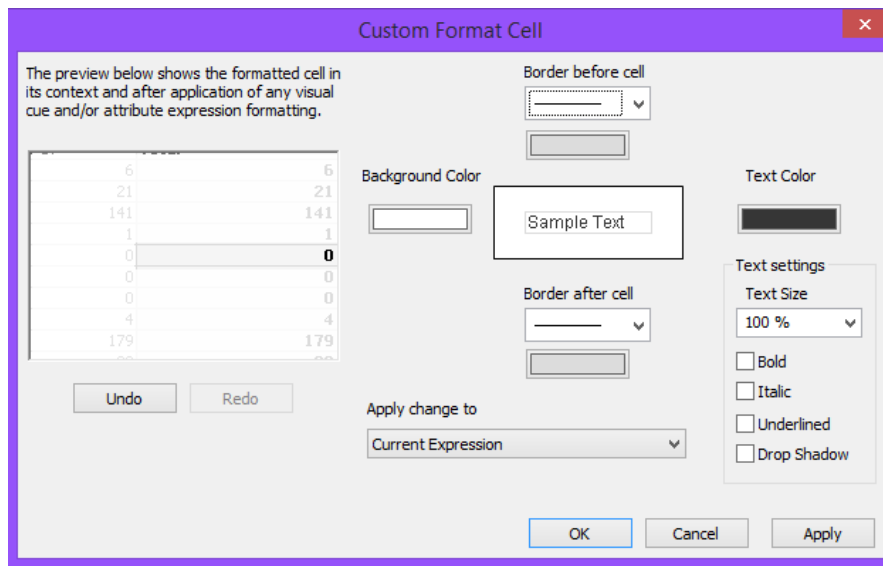 Custom Format Cell
The preview below shows the formatted cell in
its context and after application of any visual
cue and/or attribute expression formatting.
6 6
21 21
141 141
1 1
0 0
0 0
0 0
4 4
179 179
Undo
Redo
Border before cell
Background Color
Sample Text
Text Color
Border after cell
Text settings
Text Size
100 %
Bold
Italic
Underlined
Drop Shadow
Apply change to
Current Expression
OK
Cancel
Apply